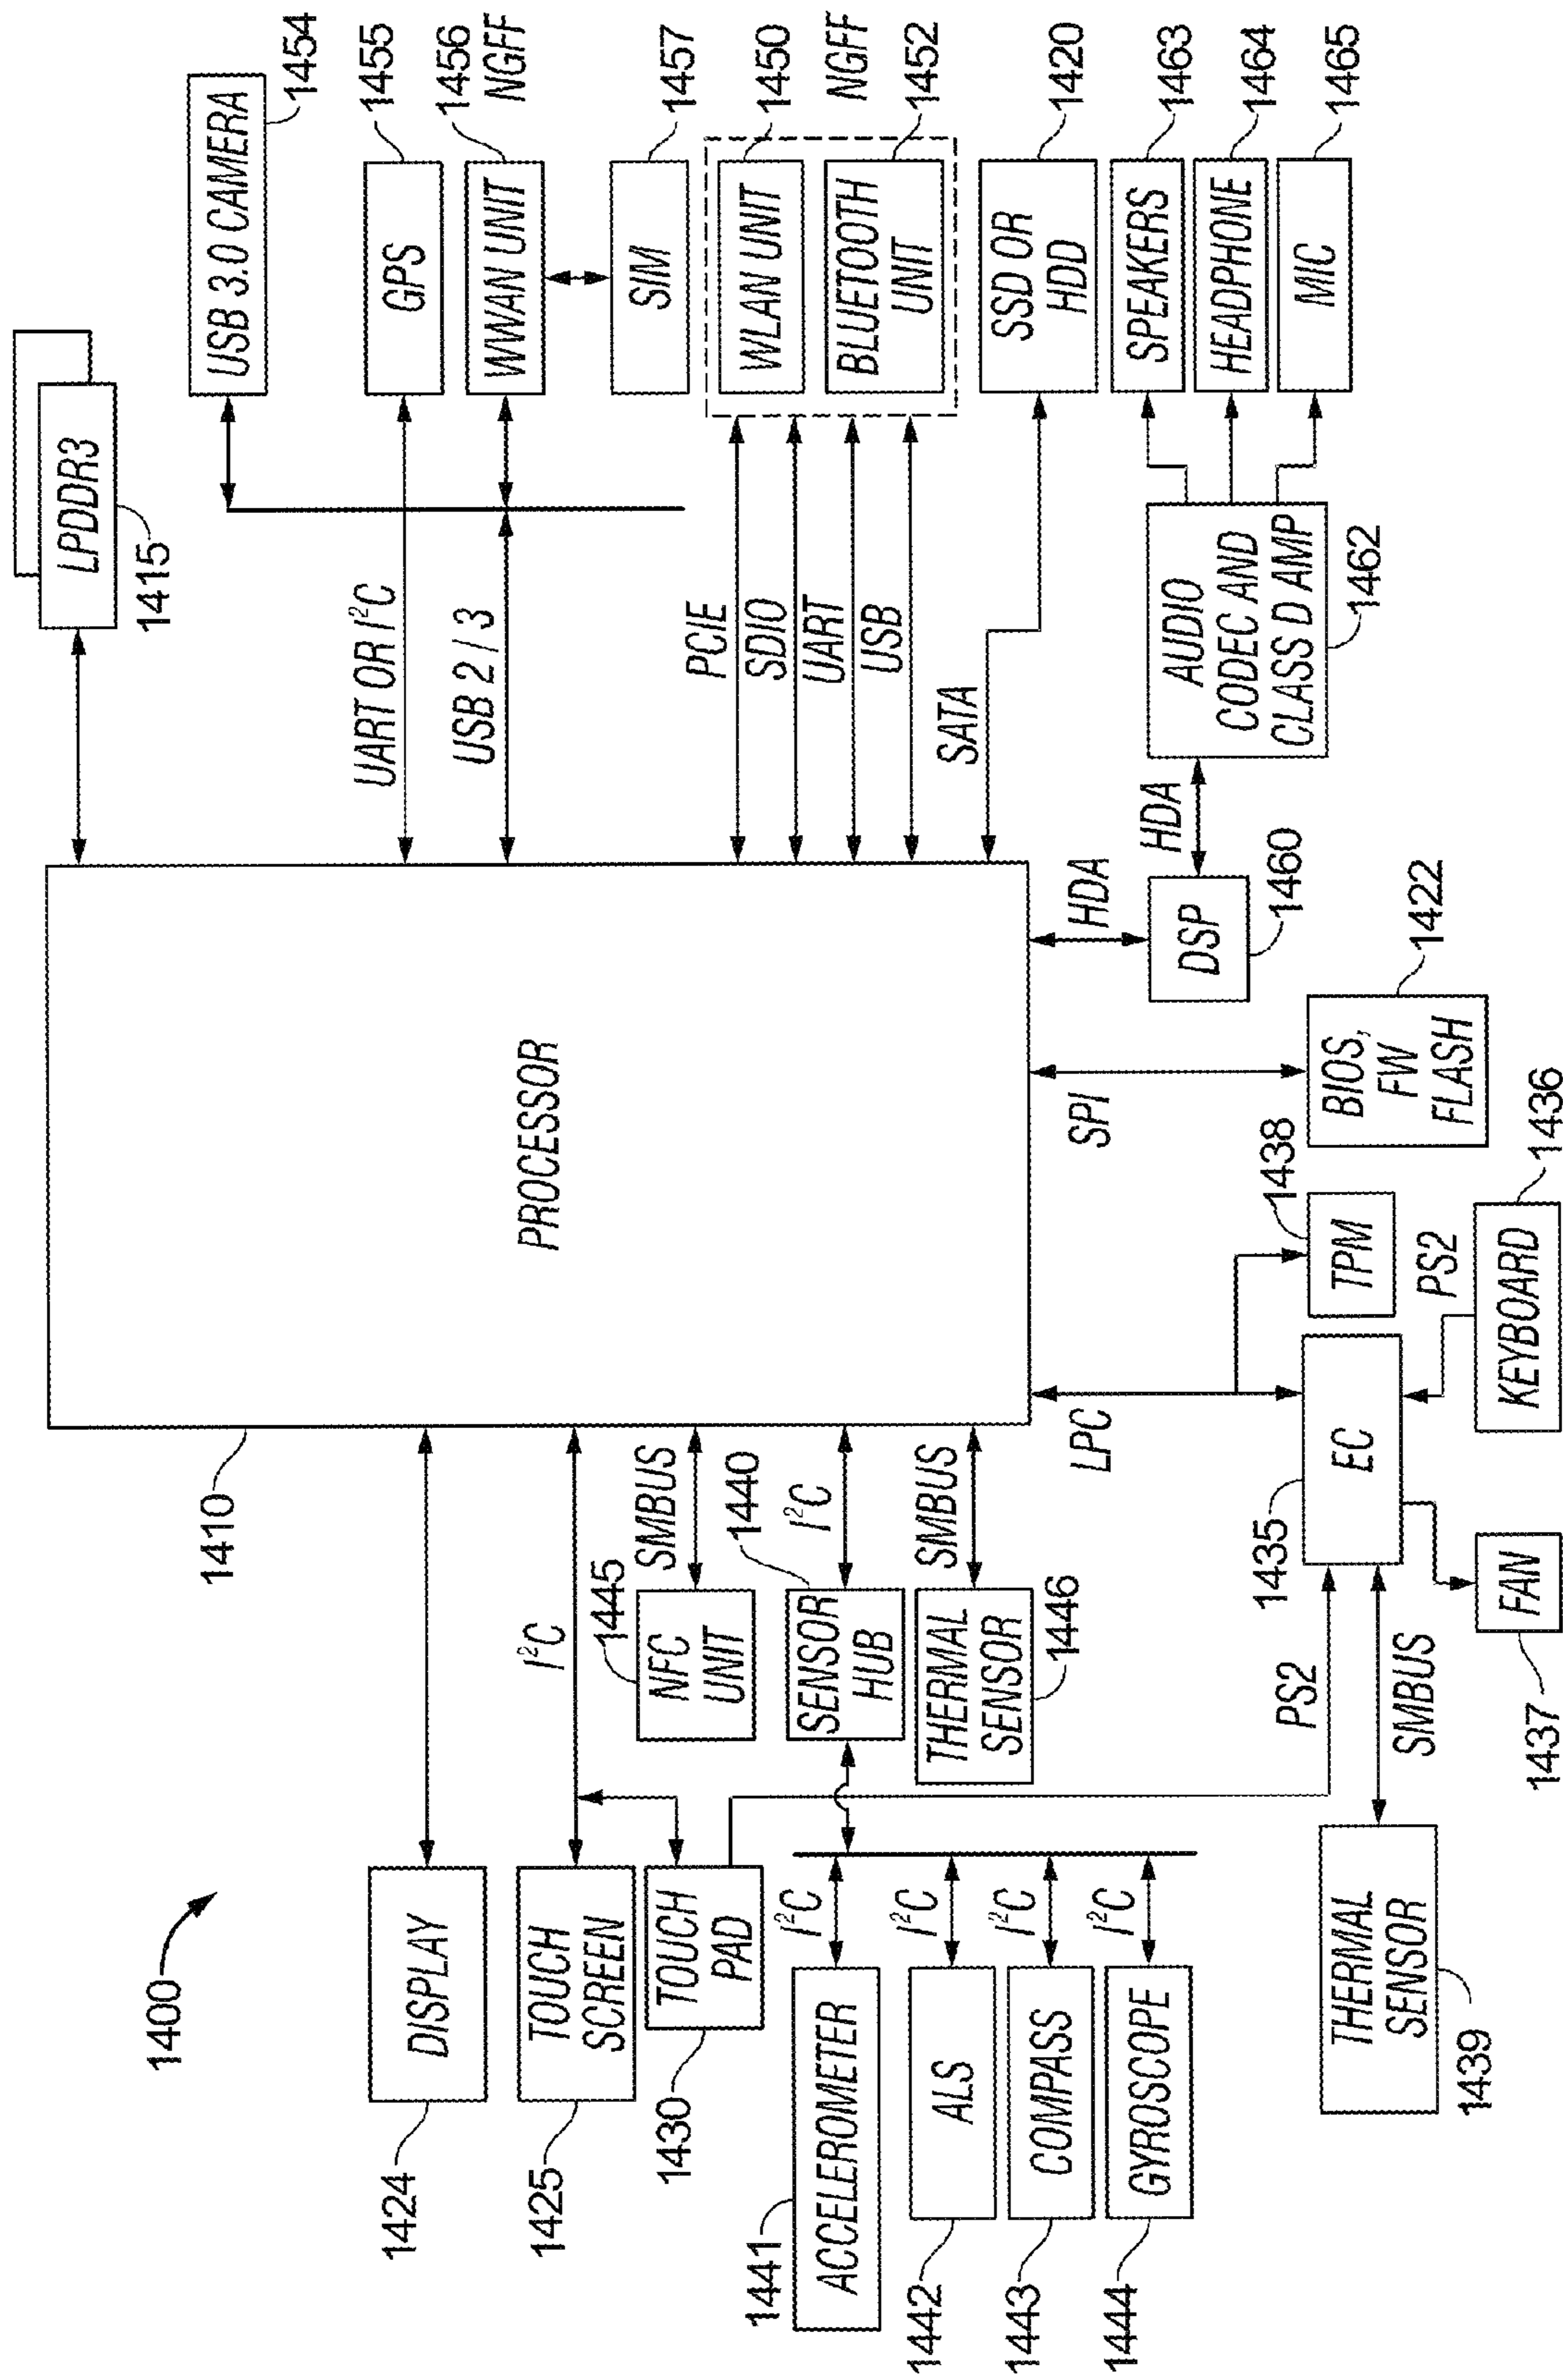 1400
LPDDR3
1415
USB 3.0 CAMERA
1454
GPS
1455
WWAN UNIT
1456
NGFF
SIM
1457
WLAN UNIT
1450
NGFF
BLUETOOTH
UNIT
1452
SSD OR
HDD
1420
SPEAKERS
1463
HEADPHONE
1464
MIC
1465
UART OR I²C
USB 2 / 3
PCIE
SDIO
UART
USB
SATA
AUDIO
CODEC AND
CLASS D AMP
1462
HDA
DSP
1460
HDA
PROCESSOR
1410
SPI
BIOS,
FW
FLASH
1422
LPC
TPM
1438
EC
1435
PS2
KEYBOARD
1436
FAN
1437
PS2
SMBUS
THERMAL
SENSOR
1439
DISPLAY
1424
I²C
TOUCH
SCREEN
1425
TOUCH
PAD
1430
SMBUS
NFC
UNIT
1445
I²C
SENSOR
HUB
1440
SMBUS
THERMAL
SENSOR
1446
I²C
ACCELEROMETER
1441
I²C
ALS
1442
I²C
COMPASS
1443
I²C
GYROSCOPE
1444